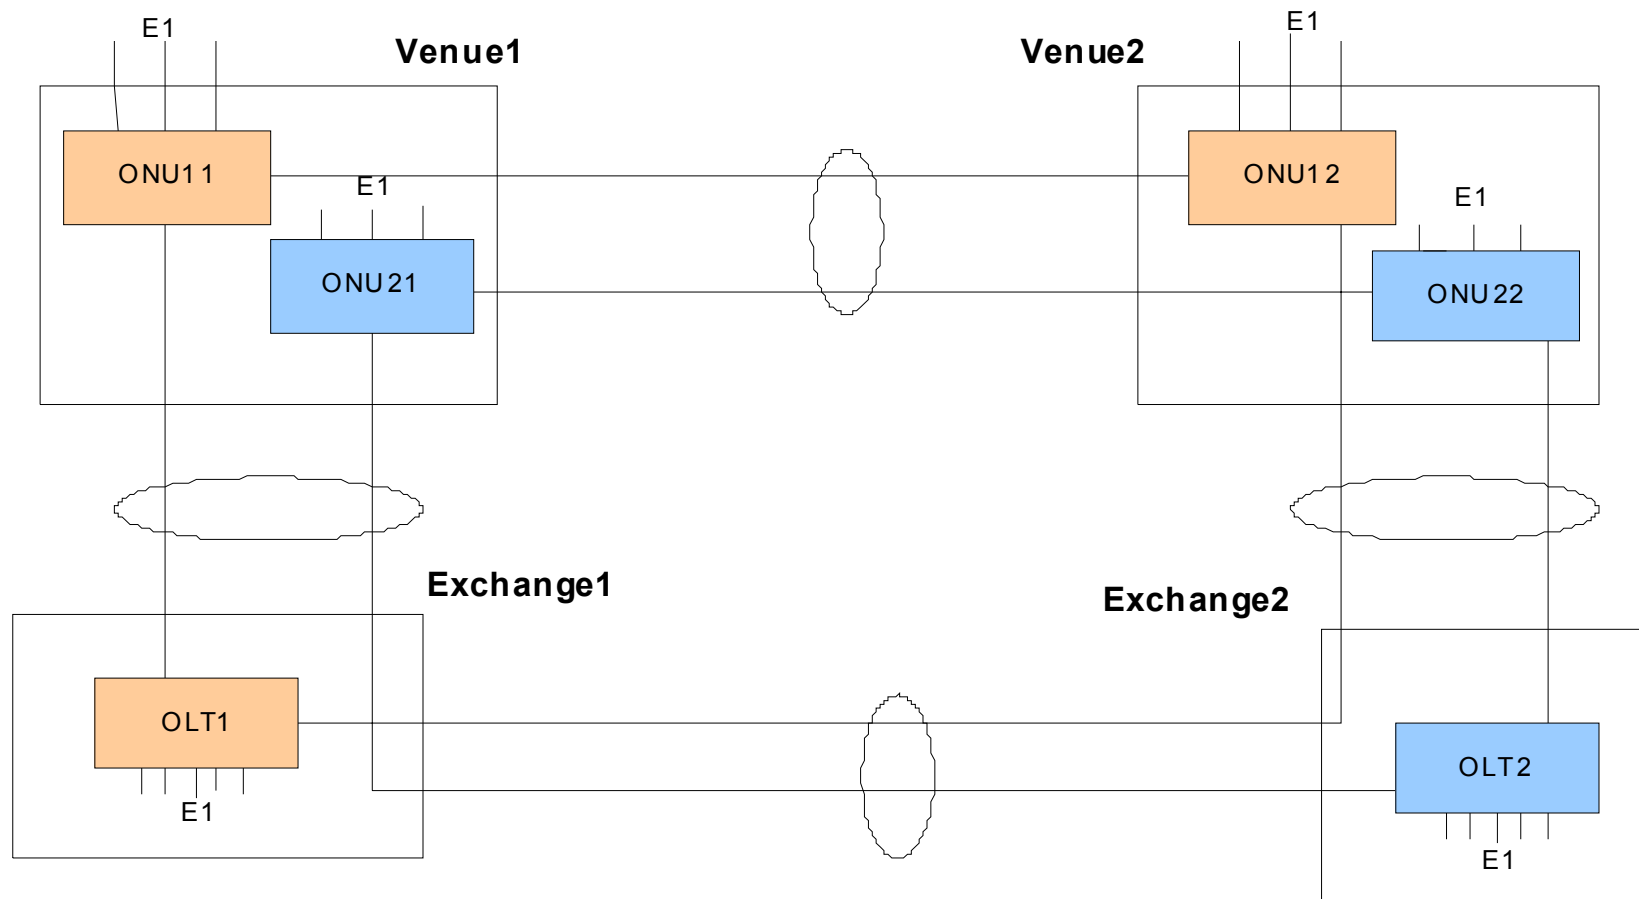 E1
E1
Venue1
Venue2
ONU11
ONU12
E1
E1
ONU21
ONU22
Exchange1
Exchange2
OLT1
OLT2
E1
E1